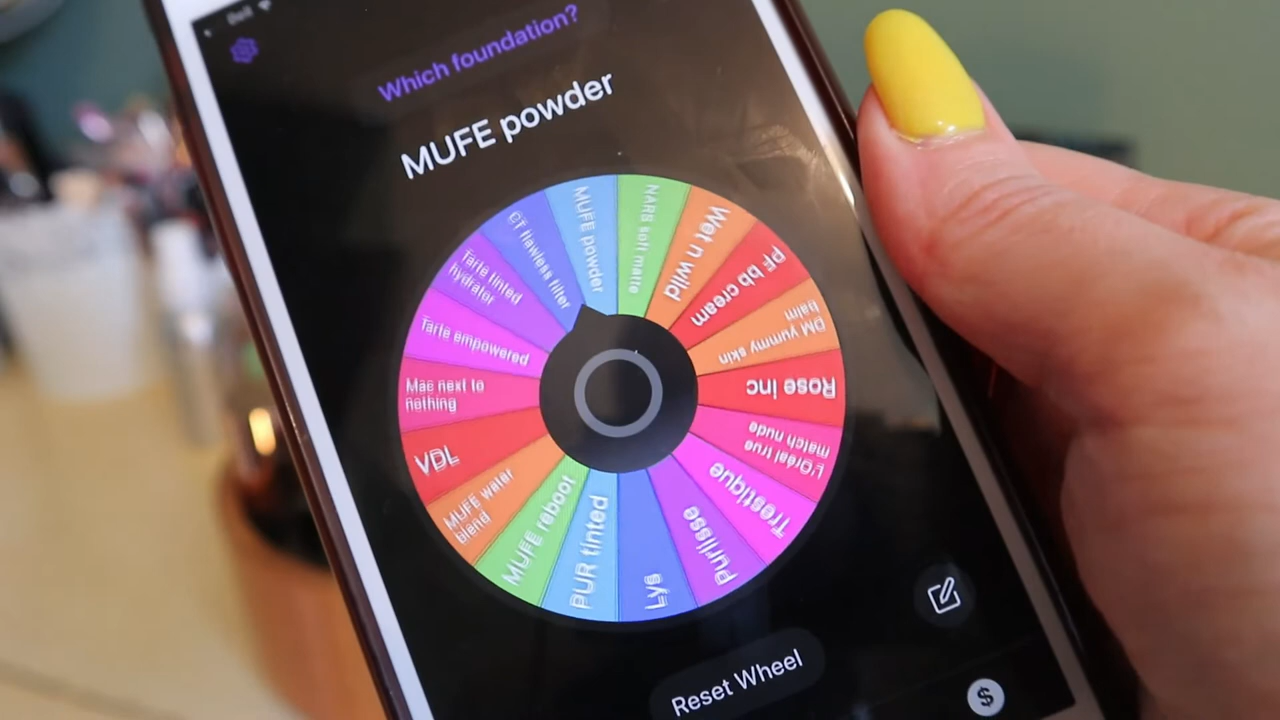 Bell
Which foundation?
MUFE powder
MUFE powder
NARS soft matte
Wet n wild
PF bb cream
DM yummy skin
balm
Rose Inc
L'Oréal true
match nude
Trestique
Purlisse
Lys
PUR tinted
MUFE reboot
MUFE water
blend
VDL
Mac next to
nothing
Tarte empowered
Tarte tinted
hydrator
CT flawless filter
Reset Wheel
$